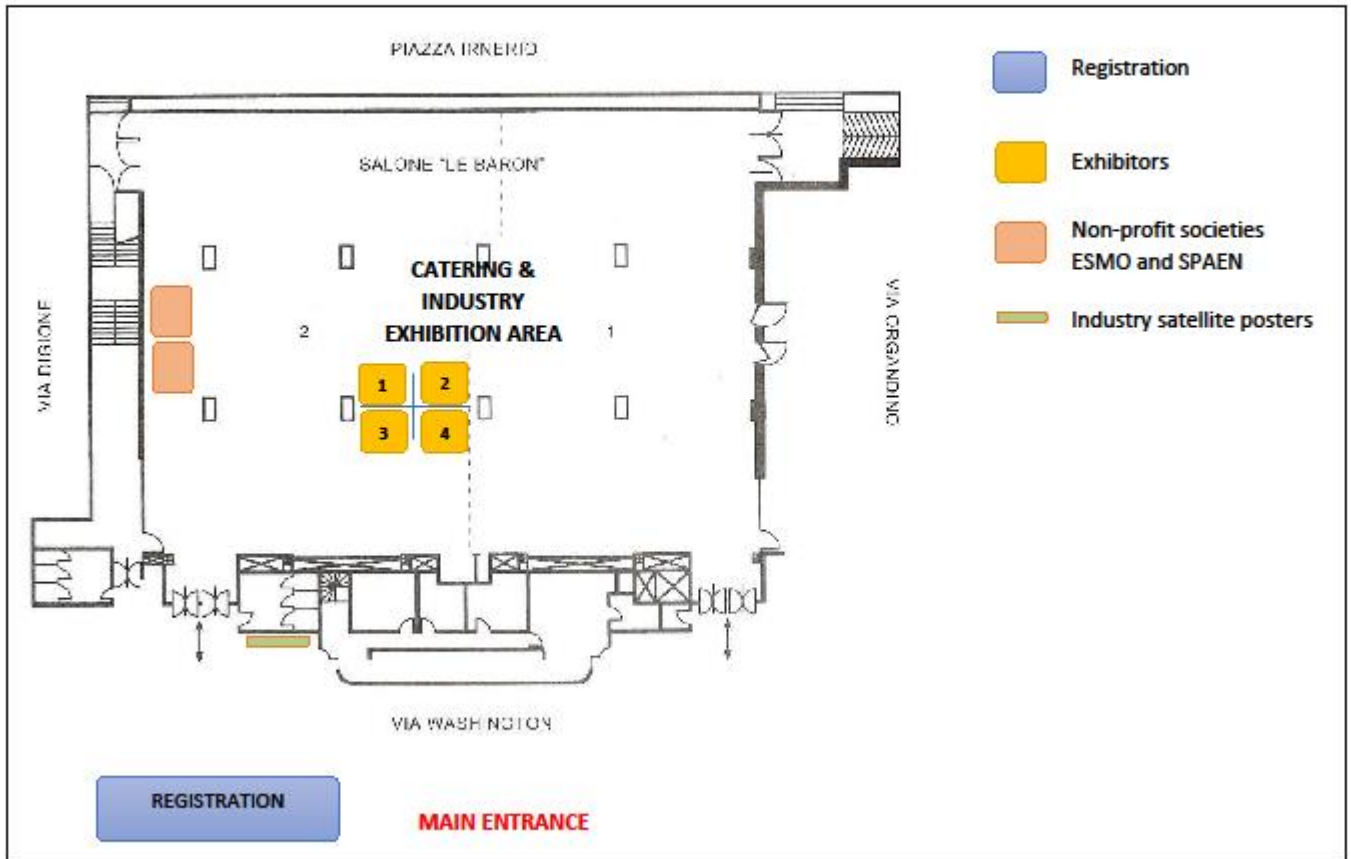 PIAZZA IRNERIO
Registration
SALONE "LE BARON"
Exhibitors
Non-profit societies
ESMO and SPAEN
CATERING &
INDUSTRY
EXHIBITION AREA
Industry satellite posters
2
1
VIA DIGIONE
VIA ORGANDINO
1
2
3
4
VIA WASHINGTON
REGISTRATION
MAIN ENTRANCE